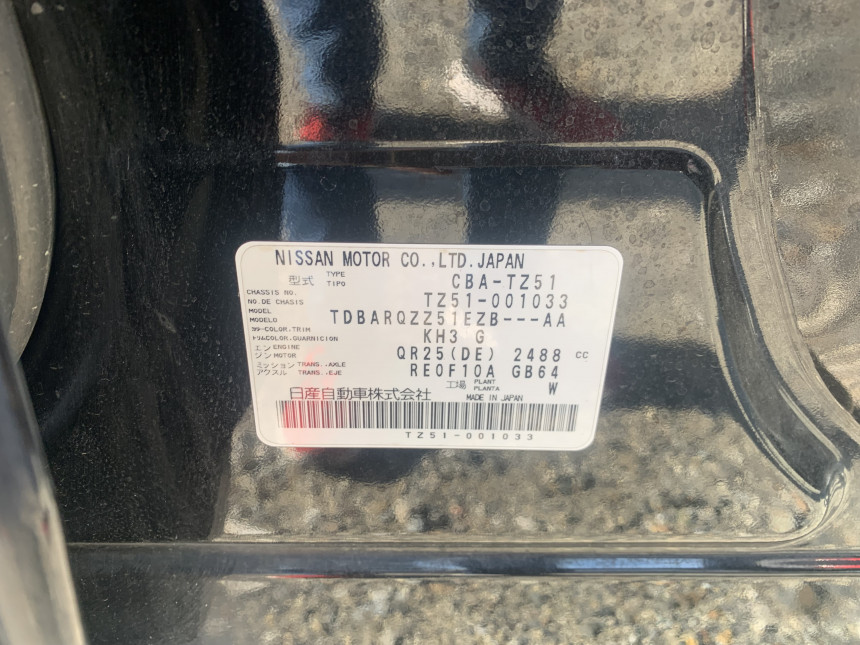 NISSAN MOTOR CO.,LTD.JAPAN
型式 TYPE TIPO CBA-TZ51
CHASSIS NO. NO.DE CHASIS TZ51-001033
MODEL MODELO TDBARQZZ51EZB---AA
COLOR.TRIM COLOR.GUARNICION KH3 G
エンジン ENGINE MOTOR QR25(DE) 2488 CC
ミッション アクスル TRANS.,AXLE TRANS.,EJE RE0F10A GB64
工場 PLANT PLANTA W
日産自動車株式会社 MADE IN JAPAN
TZ51-001033